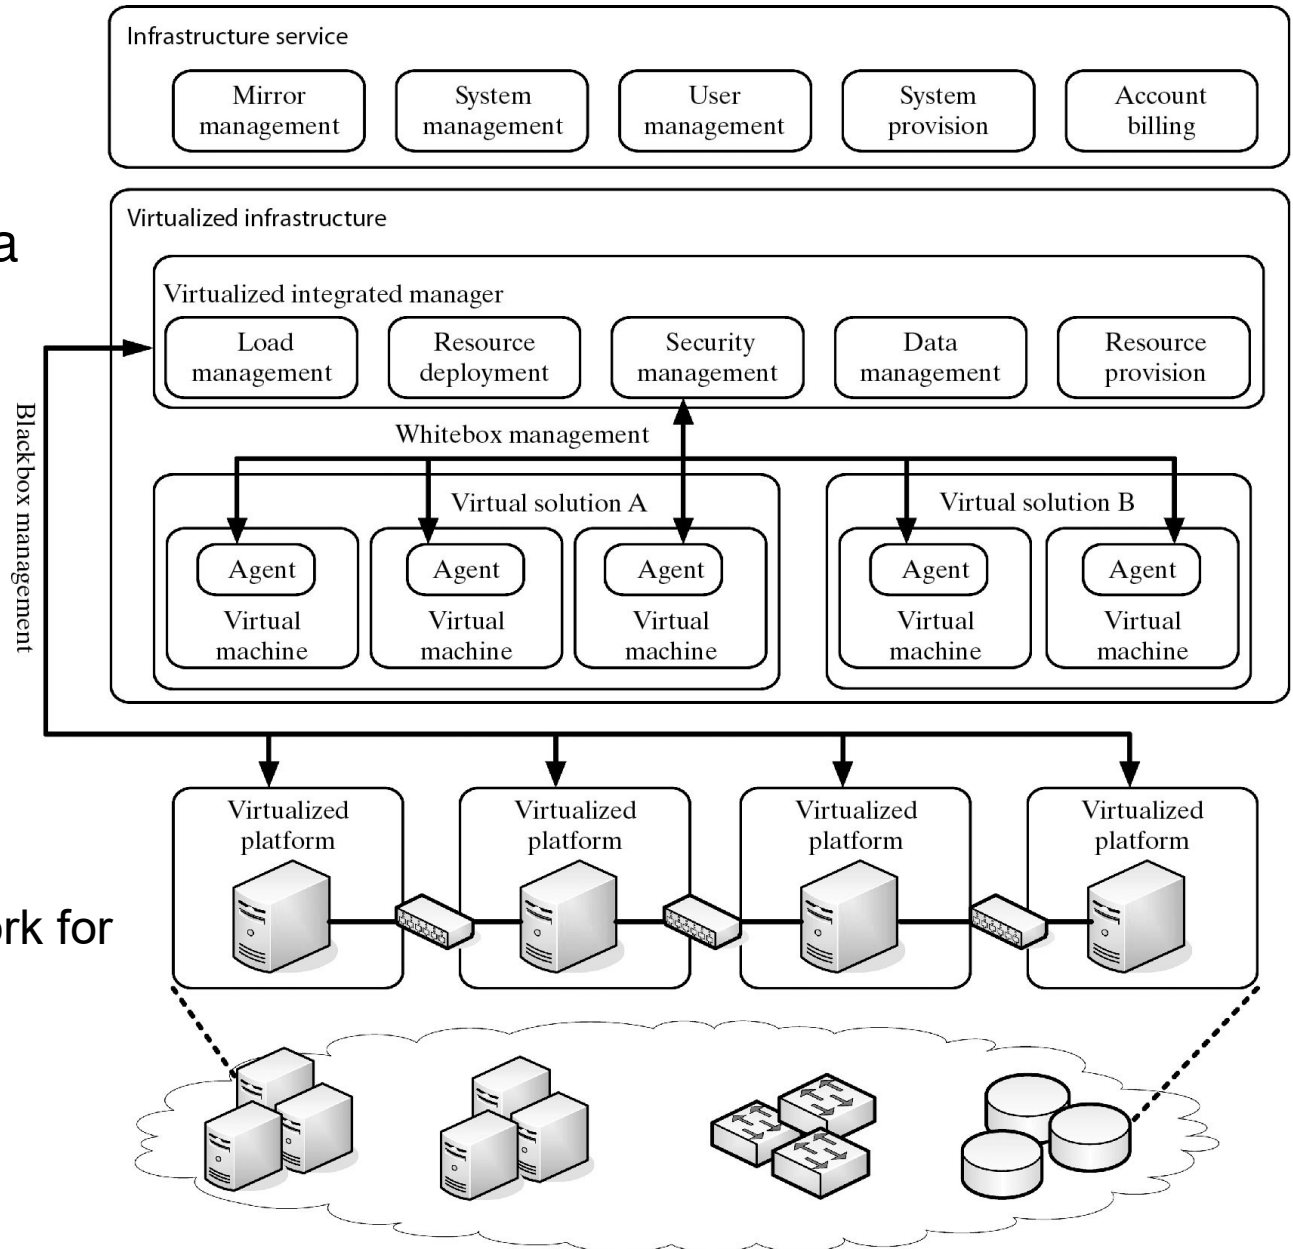 Infrastructure service
Mirror
management
System
management
User
management
System
provision
Account
billing
Virtualized infrastructure
a
Virtualized integrated manager
Load
management
Resource
deployment
Security
management
Data
management
Resource
provision
Blackbox management
Whitebox management
Virtual solution A
Agent
Virtual
machine
Agent
Virtual
machine
Agent
Virtual
machine
Virtual solution B
Agent
Virtual
machine
Agent
Virtual
machine
Virtualized
platform
Virtualized
platform
Virtualized
platform
Virtualized
platform
ork for